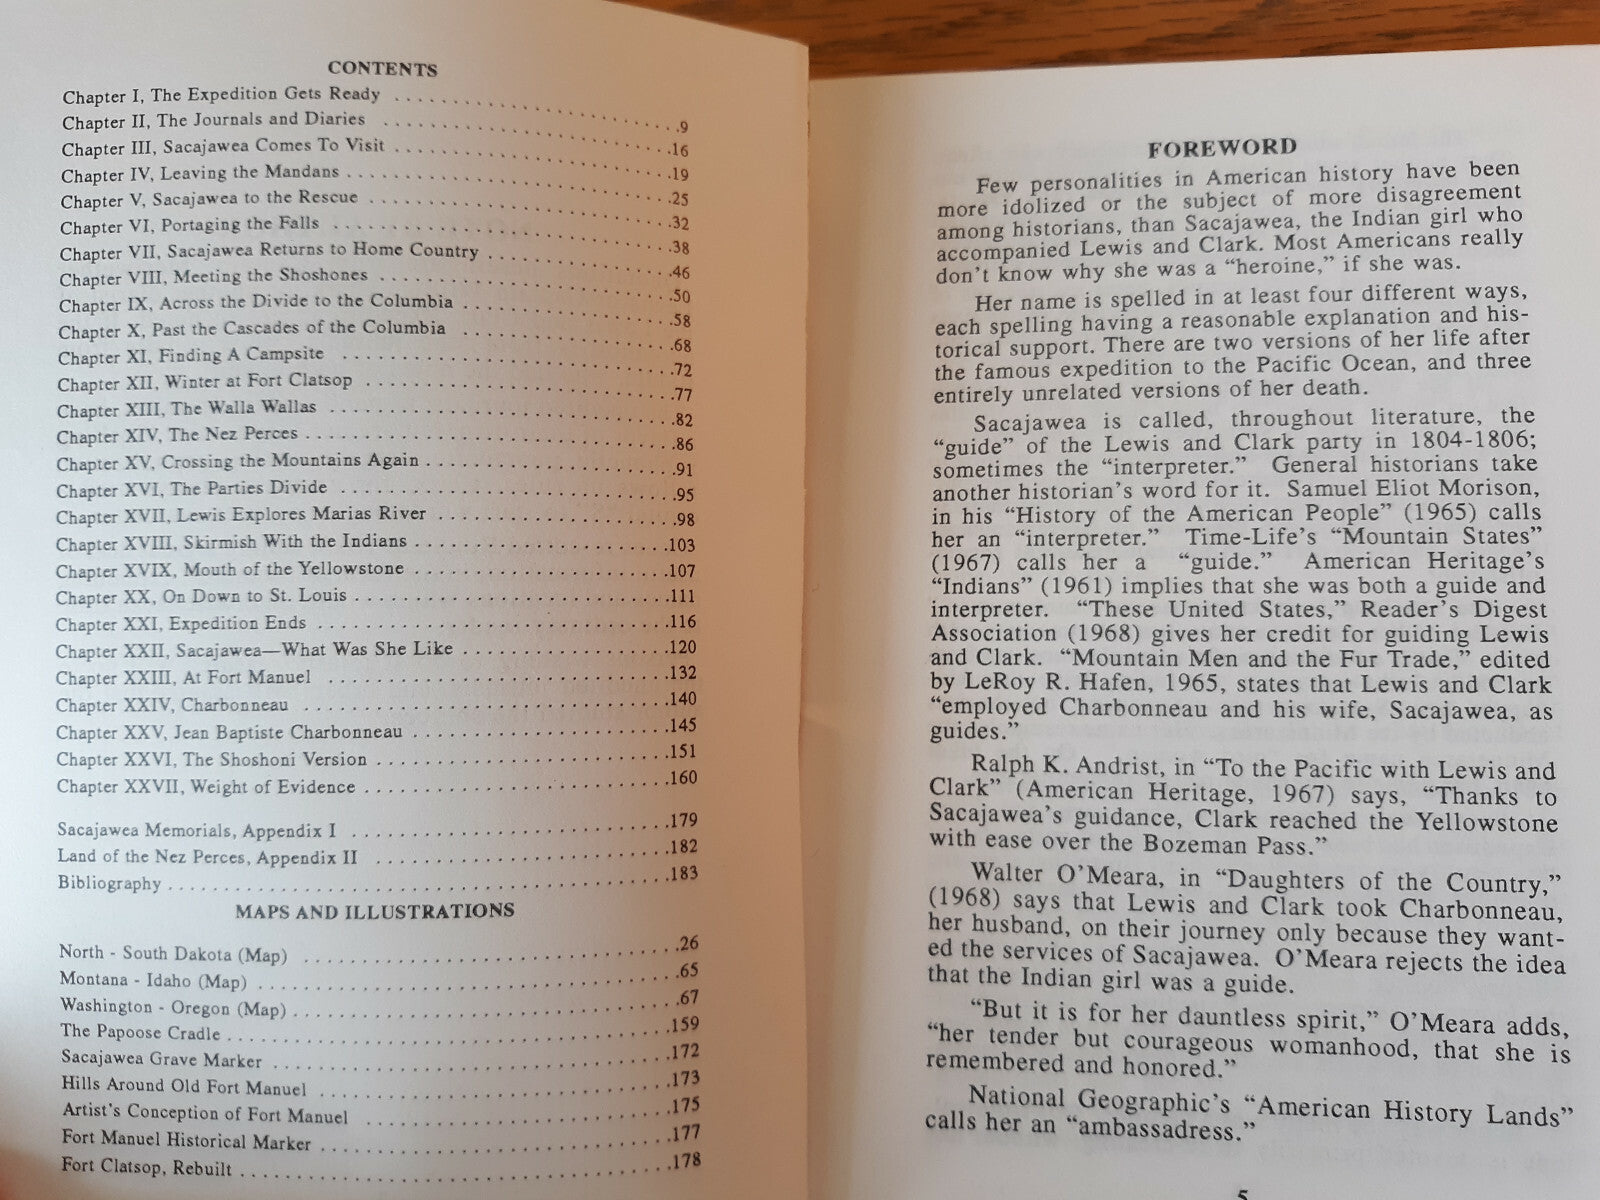 CONTENTS
Chapter I, The Expedition Gets Ready ........................9
Chapter II, The Journals and Diaries ........................16
Chapter III, Sacajawea Comes To Visit ........................19
Chapter IV, Leaving the Mandans ........................25
Chapter V, Sacajawea to the Rescue ........................32
Chapter VI, Portaging the Falls ........................38
Chapter VII, Sacajawea Returns to Home Country ................46
Chapter VIII, Meeting the Shoshones ........................50
Chapter IX, Across the Divide to the Columbia ..................58
Chapter X, Past the Cascades of the Columbia ..................68
Chapter XI, Finding A Campsite ........................72
Chapter XII, Winter at Fort Clatsop ........................77
Chapter XIII, The Walla Wallas ........................82
Chapter XIV, The Nez Perces ........................86
Chapter XV, Crossing the Mountains Again ....................91
Chapter XVI, The Parties Divide ........................95
Chapter XVII, Lewis Explores Marias River ....................98
Chapter XVIII, Skirmish With the Indians ......................103
Chapter XVIX, Mouth of the Yellowstone ......................107
Chapter XX, On Down to St. Louis ........................111
Chapter XXI, Expedition Ends ........................116
Chapter XXII, Sacajawea—What Was She Like ..................120
Chapter XXIII, At Fort Manuel ........................132
Chapter XXIV, Charbonneau ........................140
Chapter XXV, Jean Baptiste Charbonneau ......................145
Chapter XXVI, The Shoshoni Version ........................151
Chapter XXVII, Weight of Evidence ........................160
Sacajawea Memorials, Appendix I ........................179
Land of the Nez Perces, Appendix II ........................182
Bibliography ........................183
MAPS AND ILLUSTRATIONS
North - South Dakota (Map) ........................26
Montana - Idaho (Map) ........................65
Washington - Oregon (Map) ........................67
The Papoose Cradle ........................159
Sacajawea Grave Marker ........................172
Hills Around Old Fort Manuel ........................173
Artist's Conception of Fort Manuel ........................175
Fort Manuel Historical Marker ........................177
Fort Clatsop, Rebuilt ........................178
FOREWORD
Few personalities in American history have been
more idolized or the subject of more disagreement
among historians, than Sacajawea, the Indian girl who
accompanied Lewis and Clark. Most Americans really
don't know why she was a "heroine," if she was.
Her name is spelled in at least four different ways,
each spelling having a reasonable explanation and his-
torical support. There are two versions of her life after
the famous expedition to the Pacific Ocean, and three
entirely unrelated versions of her death.
Sacajawea is called, throughout literature, the
"guide" of the Lewis and Clark party in 1804-1806;
sometimes the "interpreter." General historians take
another historian's word for it. Samuel Eliot Morison,
in his "History of the American People" (1965) calls
her an "interpreter." Time-Life's "Mountain States"
(1967) calls her a "guide." American Heritage's
"Indians" (1961) implies that she was both a guide and
interpreter. "These United States," Reader's Digest
Association (1968) gives her credit for guiding Lewis
and Clark. "Mountain Men and the Fur Trade," edited
by LeRoy R. Hafen, 1965, states that Lewis and Clark
"employed Charbonneau and his wife, Sacajawea, as
guides."
Ralph K. Andrist, in "To the Pacific with Lewis and
Clark" (American Heritage, 1967) says, "Thanks to
Sacajawea's guidance, Clark reached the Yellowstone
with ease over the Bozeman Pass."
Walter O'Meara, in "Daughters of the Country,"
(1968) says that Lewis and Clark took Charbonneau,
her husband, on their journey only because they want-
ed the services of Sacajawea. O'Meara rejects the idea
that the Indian girl was a guide.
"But it is for her dauntless spirit," O'Meara adds,
"her tender but courageous womanhood, that she is
remembered and honored."
National Geographic's "American History Lands"
calls her an "ambassadress."
5